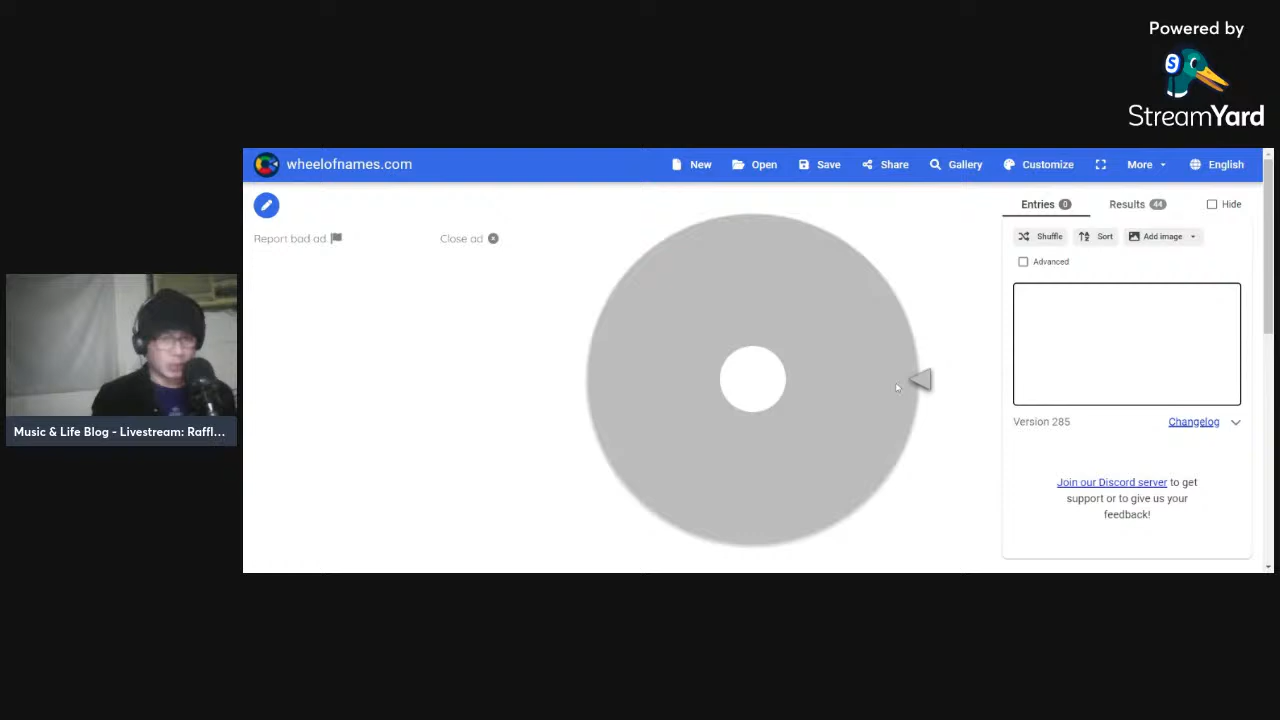 Powered by
StreamYard
wheelofnames.com
New
Open
Save
Share
Gallery
Customize
More
English
Entries 0
Results 44
Hide
Report bad ad
Close ad
Shuffle
Sort
Add image
Advanced
Version 285
Changelog
Join our Discord server to get
support or to give us your
feedback!
Music & Life Blog - Livestream: Raffl...